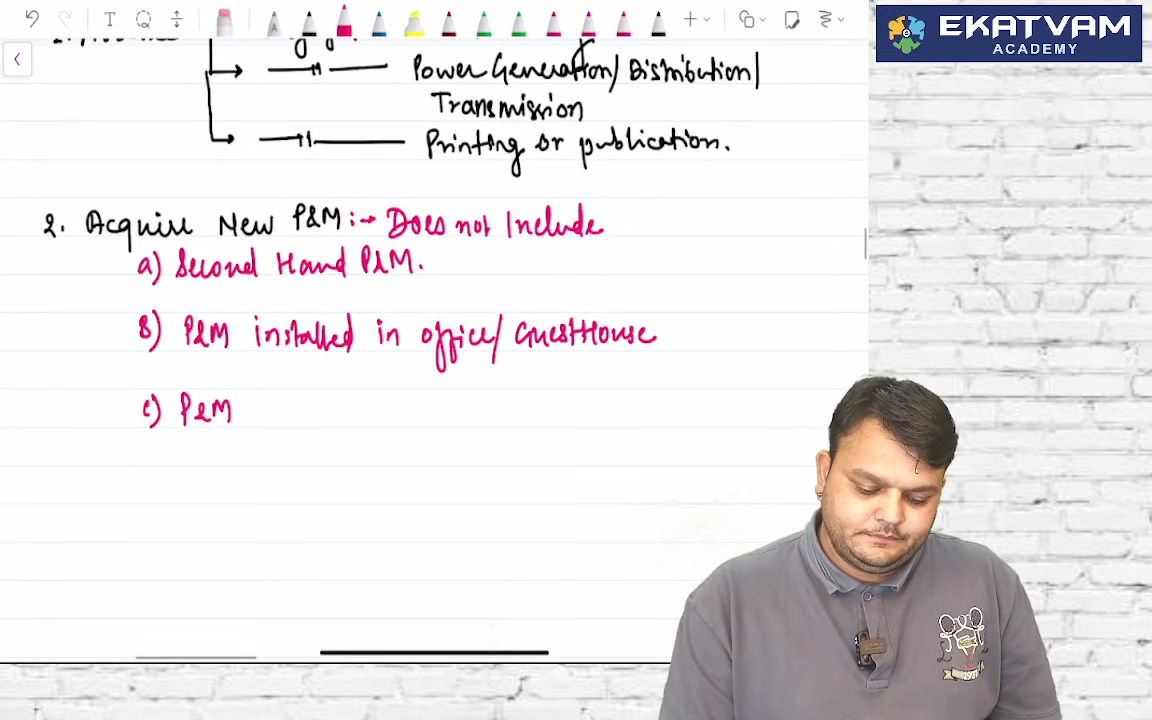 EKATVAM
ACADEMY
Power Generation/ Distribution/
Transmission
Printing or publication.
2. Acquire New P&M:→ Does not Include
a) Second Hand P&M.
B) P&M installed in office/ GuestHouse
c) P&M
1921